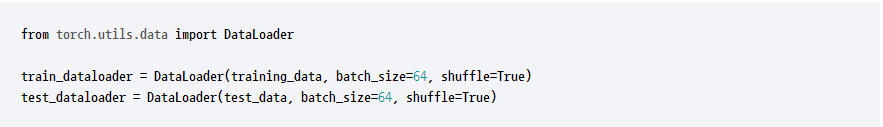 from torch.utils.data import DataLoader
train_dataloader = DataLoader(training_data, batch_size=64, shuffle=True)
test_dataloader = DataLoader(test_data, batch_size=64, shuffle=True)